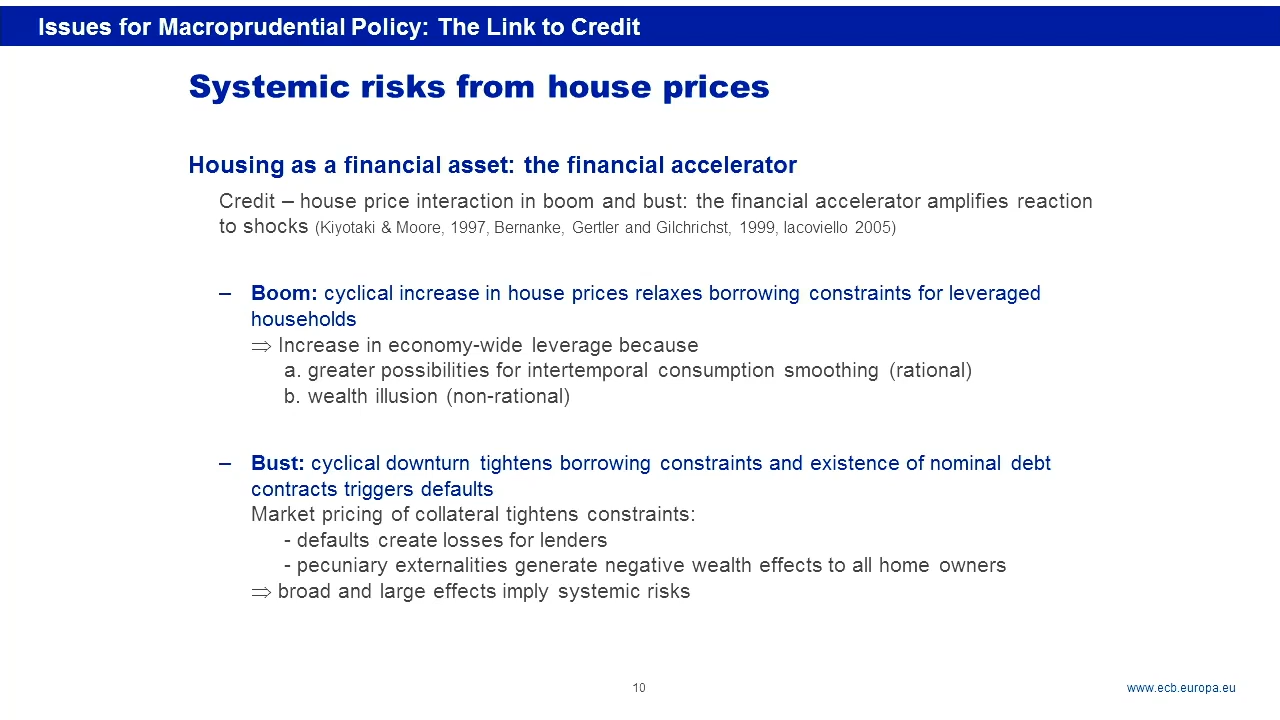 Issues for Macroprudential Policy: The Link to Credit
Systemic risks from house prices
Housing as a financial asset: the financial accelerator
Credit – house price interaction in boom and bust: the financial accelerator amplifies reaction
to shocks (Kiyotaki & Moore, 1997, Bernanke, Gertler and Gilchrichst, 1999, Iacoviello 2005)
– Boom: cyclical increase in house prices relaxes borrowing constraints for leveraged
households
⇒ Increase in economy-wide leverage because
a. greater possibilities for intertemporal consumption smoothing (rational)
b. wealth illusion (non-rational)
– Bust: cyclical downturn tightens borrowing constraints and existence of nominal debt
contracts triggers defaults
Market pricing of collateral tightens constraints:
- defaults create losses for lenders
- pecuniary externalities generate negative wealth effects to all home owners
⇒ broad and large effects imply systemic risks
10
www.ecb.europa.eu